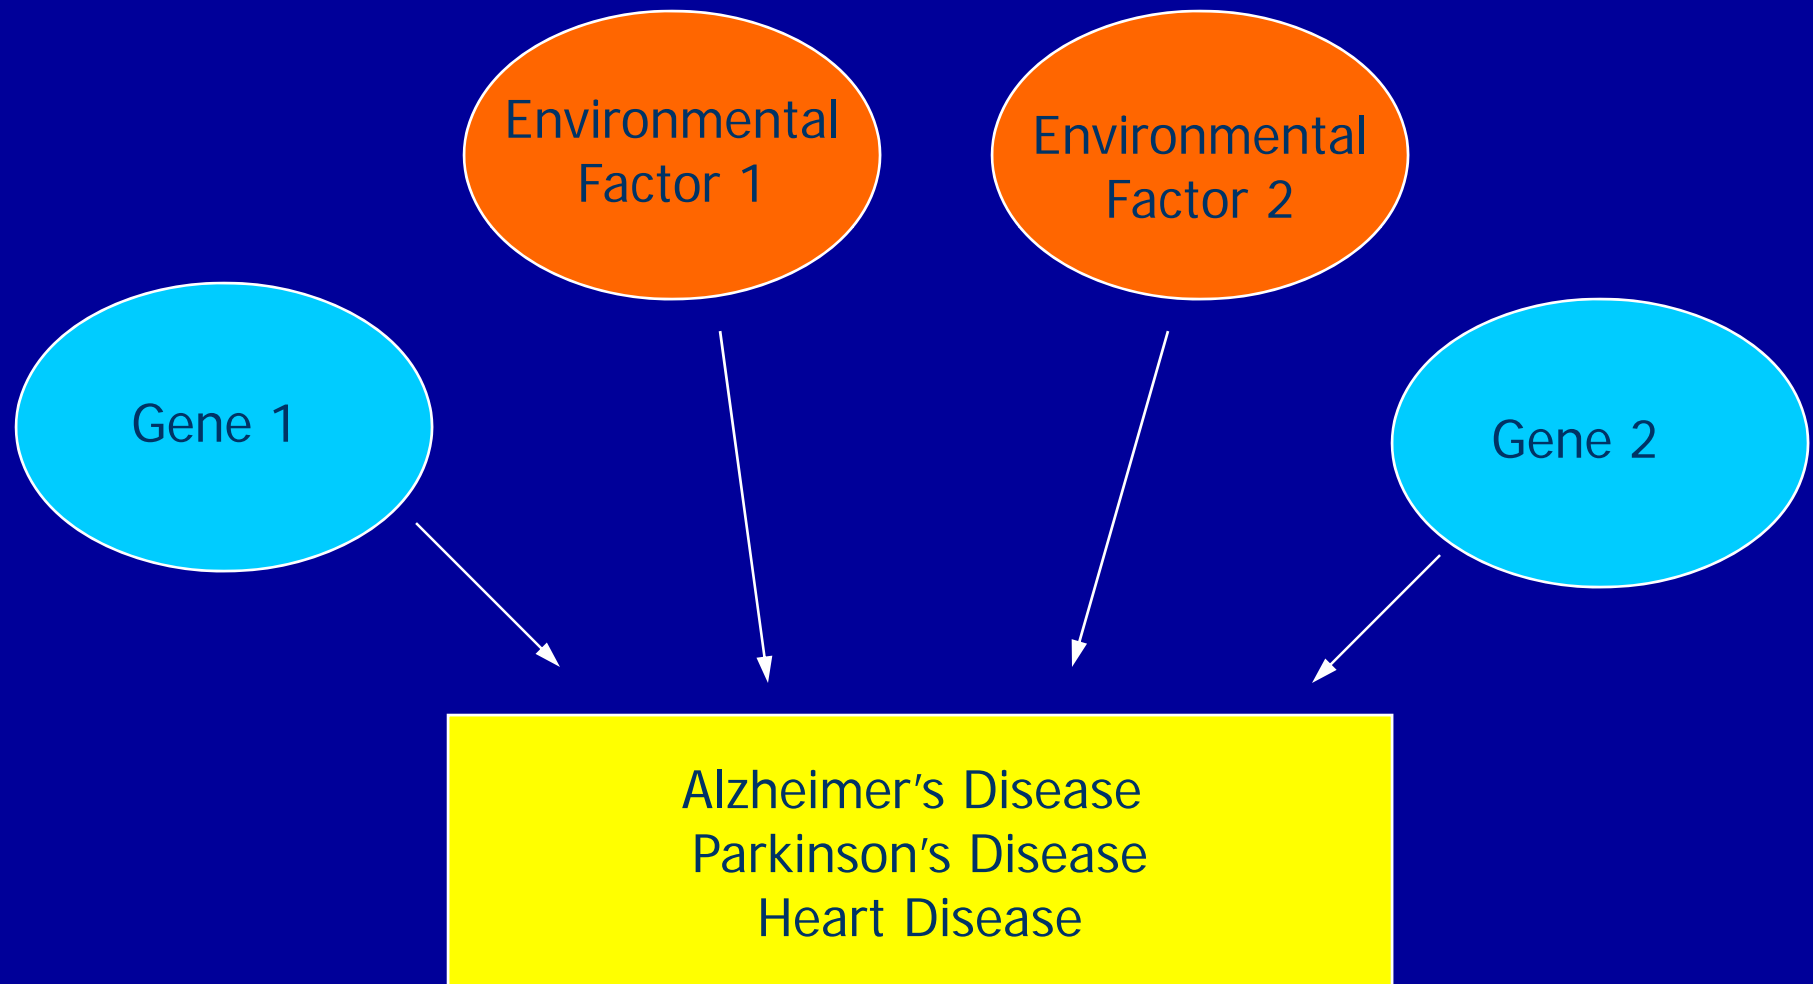 Environmental
Factor 1
Environmental
Factor 2
Gene 1
Gene 2
Alzheimer's Disease
Parkinson's Disease
Heart Disease